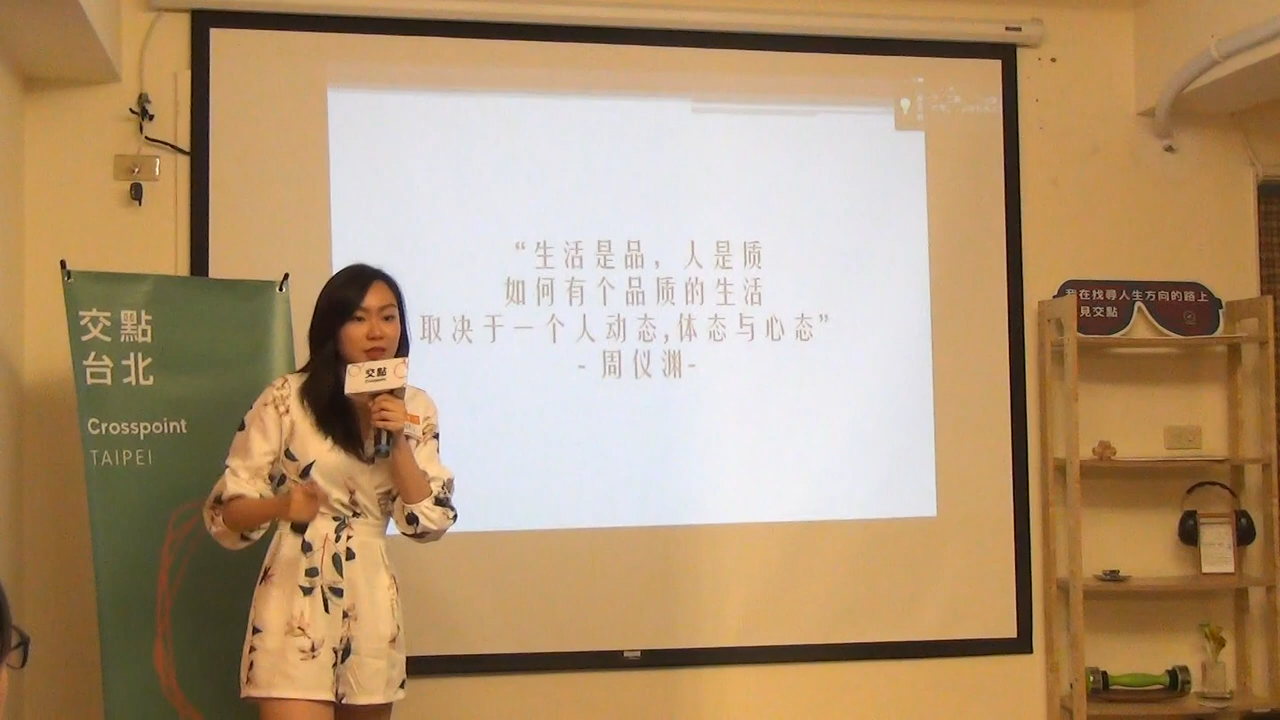 “生活是品，人是质
如何有个品质的生活
取决于一个人动态,体态与心态”
- 周仪渊-
交點
台北
Crosspoint
TAIPEI
交點
Crosspoint
我在找尋人生方向的路上
見交點